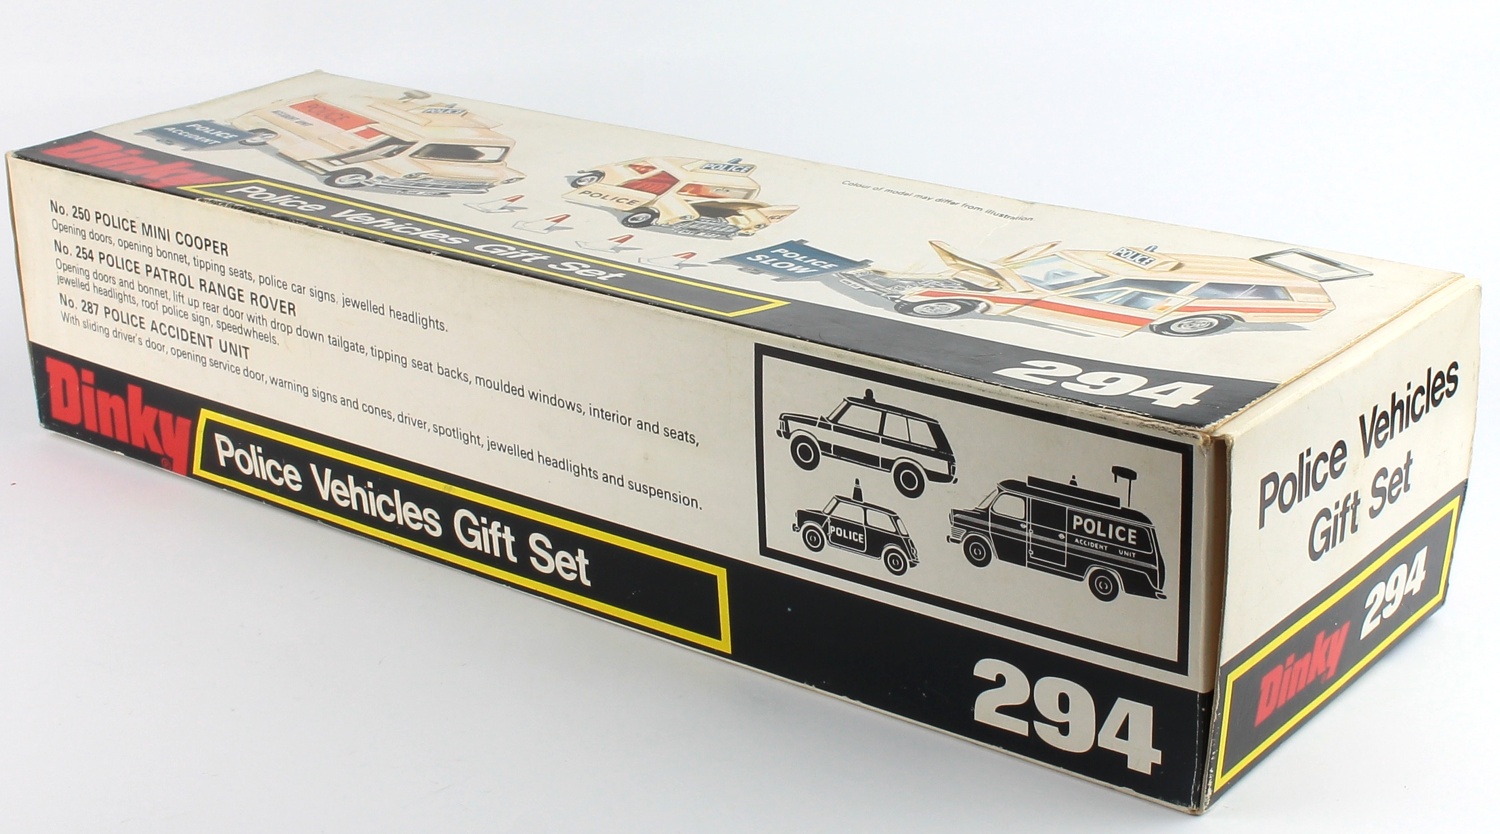 POLICE
ACCIDENT
POLICE
POLICE
POLICE
POLICE
Colour of model may differ from illustration
POLICE
SLOW
POLICE
Dinky
Police Vehicles Gift Set
294
No. 250 POLICE MINI COOPER
Opening doors, opening bonnet, tipping seats, police car signs, jewelled headlights.
No. 254 POLICE PATROL RANGE ROVER
Opening doors and bonnet, lift up rear door with drop down tailgate, tipping seat backs, moulded windows, interior and seats,
jewelled headlights, roof police sign, speedwheels.
No. 287 POLICE ACCIDENT UNIT
With sliding driver's door, opening service door, warning signs and cones, driver, spotlight, jewelled headlights and suspension.
POLICE
POLICE
ACCIDENT UNIT
Dinky
Police Vehicles Gift Set
294
Police Vehicles
Gift Set
Dinky 294